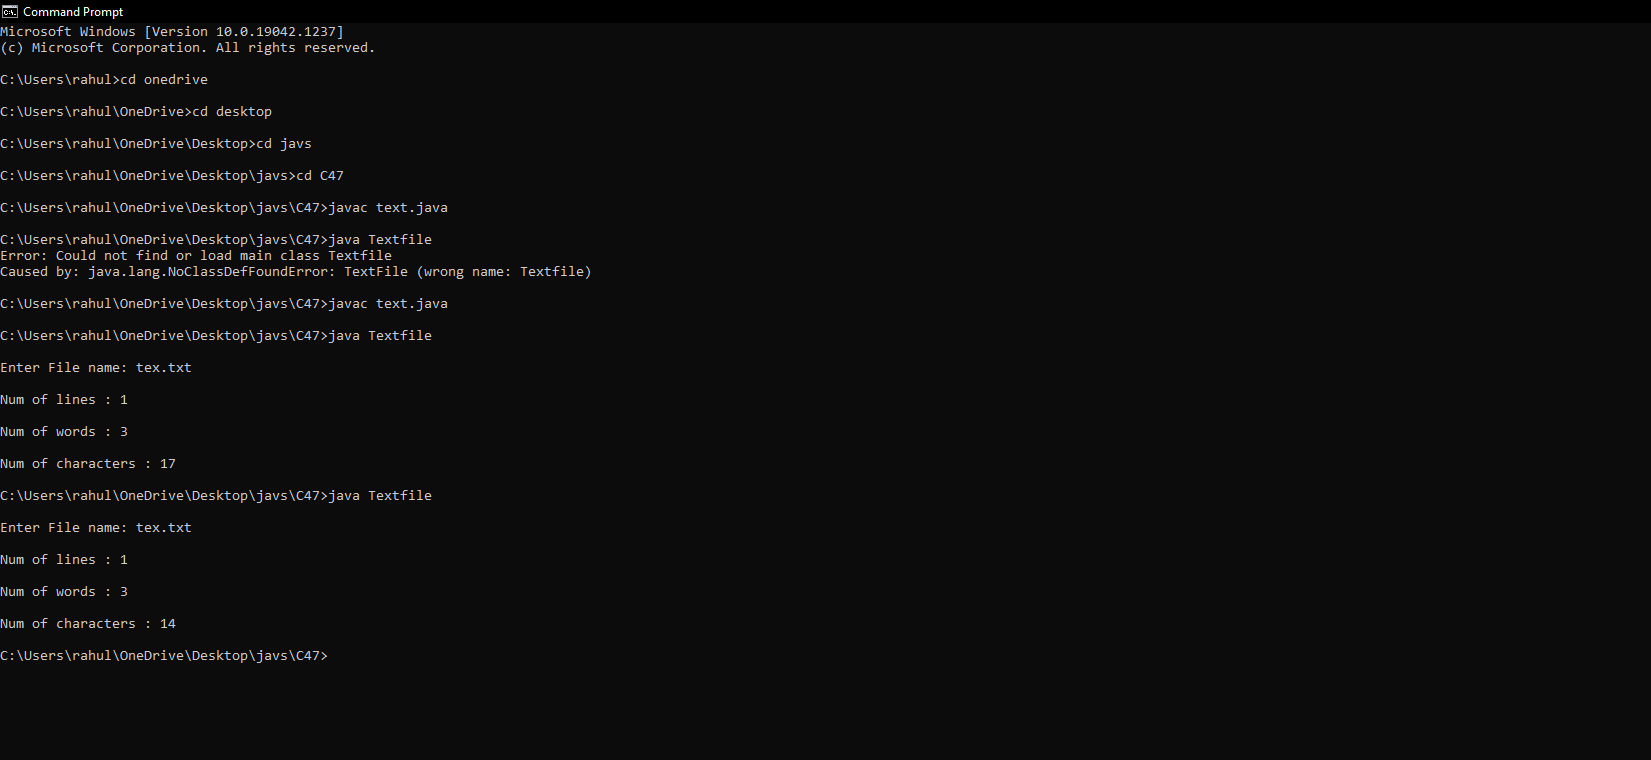 Command Prompt
Microsoft Windows [Version 10.0.19042.1237]
(c) Microsoft Corporation. All rights reserved.
C:\Users\rahul>cd onedrive
C:\Users\rahul\OneDrive>cd desktop
C:\Users\rahul\OneDrive\Desktop>cd javs
C:\Users\rahul\OneDrive\Desktop\javs>cd C47
C:\Users\rahul\OneDrive\Desktop\javs\C47>javac text.java
C:\Users\rahul\OneDrive\Desktop\javs\C47>java Textfile
Error: Could not find or load main class Textfile
Caused by: java.lang.NoClassDefFoundError: TextFile (wrong name: Textfile)
C:\Users\rahul\OneDrive\Desktop\javs\C47>javac text.java
C:\Users\rahul\OneDrive\Desktop\javs\C47>java Textfile
Enter File name: tex.txt
Num of lines : 1
Num of words : 3
Num of characters : 17
C:\Users\rahul\OneDrive\Desktop\javs\C47>java Textfile
Enter File name: tex.txt
Num of lines : 1
Num of words : 3
Num of characters : 14
C:\Users\rahul\OneDrive\Desktop\javs\C47>